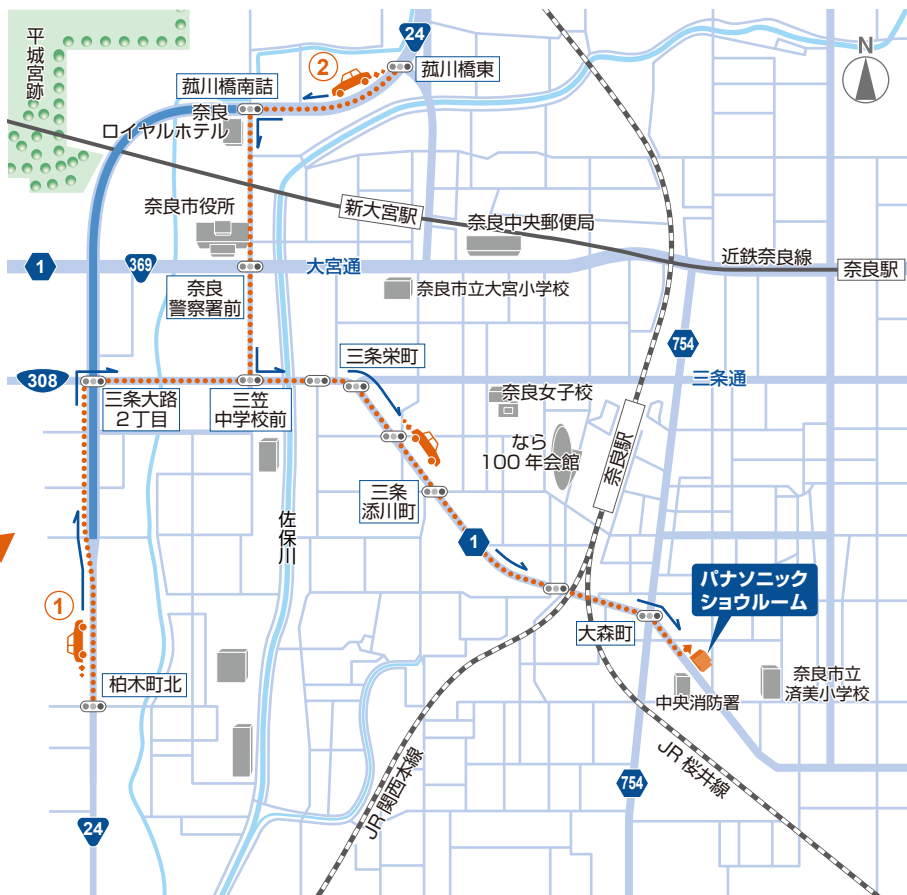 平城宮跡
24
菰川橋東
②
菰川橋南詰
奈良
ロイヤルホテル
N
新大宮駅
奈良市役所
奈良中央郵便局
近鉄奈良線
奈良駅
1
369
大宮通
奈良
警察署前
奈良市立大宮小学校
754
三条栄町
308
三条通
三条大路
2丁目
三笠
中学校前
奈良女子校
なら
100年会館
奈良駅
三条
添川町
佐保川
1
パナソニック
ショウルーム
①
大森町
柏木町北
中央消防署
奈良市立
済美小学校
JR関西本線
JR桜井線
754
24